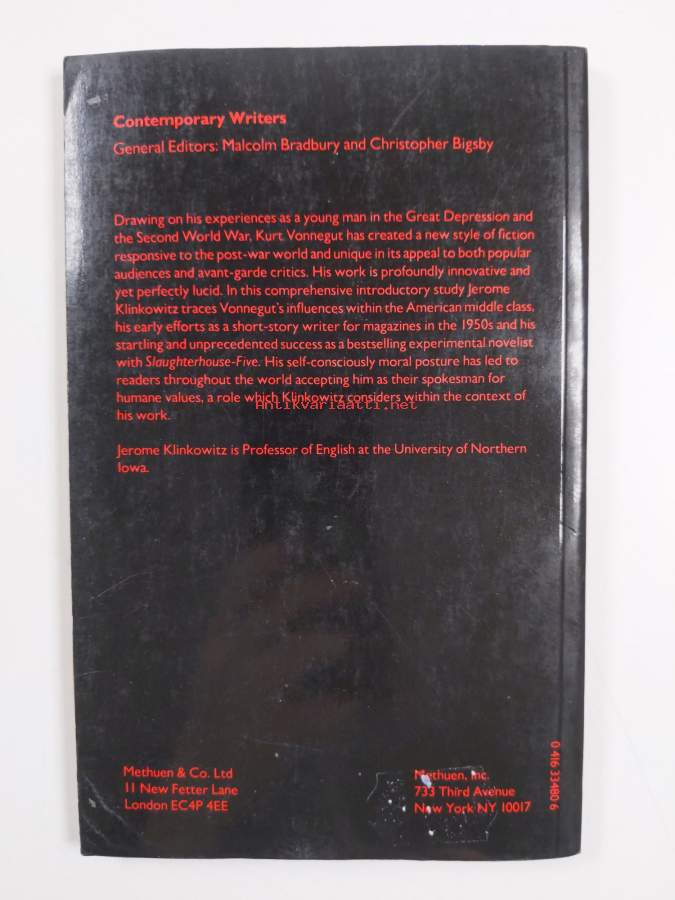 Contemporary Writers
General Editors: Malcolm Bradbury and Christopher Bigsby
Drawing on his experiences as a young man in the Great Depression and
the Second World War, Kurt Vonnegut has created a new style of fiction
responsive to the post-war world and unique in its appeal to both popular
audiences and avant-garde critics. His work is profoundly innovative and
yet perfectly lucid. In this comprehensive introductory study Jerome
Klinkowitz traces Vonnegut's influences within the American middle class,
his early efforts as a short-story writer for magazines in the 1950s and his
startling and unprecedented success as a bestselling experimental novelist
with Slaughterhouse-Five. His self-consciously moral posture has led to
readers throughout the world accepting him as their spokesman for
humane values, a role which Klinkowitz considers within the context of
Antikvariaatti.net
his work.
Jerome Klinkowitz is Professor of English at the University of Northern
Iowa.
Methuen & Co. Ltd
11 New Fetter Lane
London EC4P 4EE
Methuen, Inc.
733 Third Avenue
New York NY 10017
0 416 33480 6